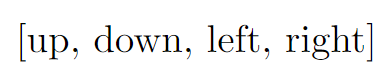 [up, down, left, right]